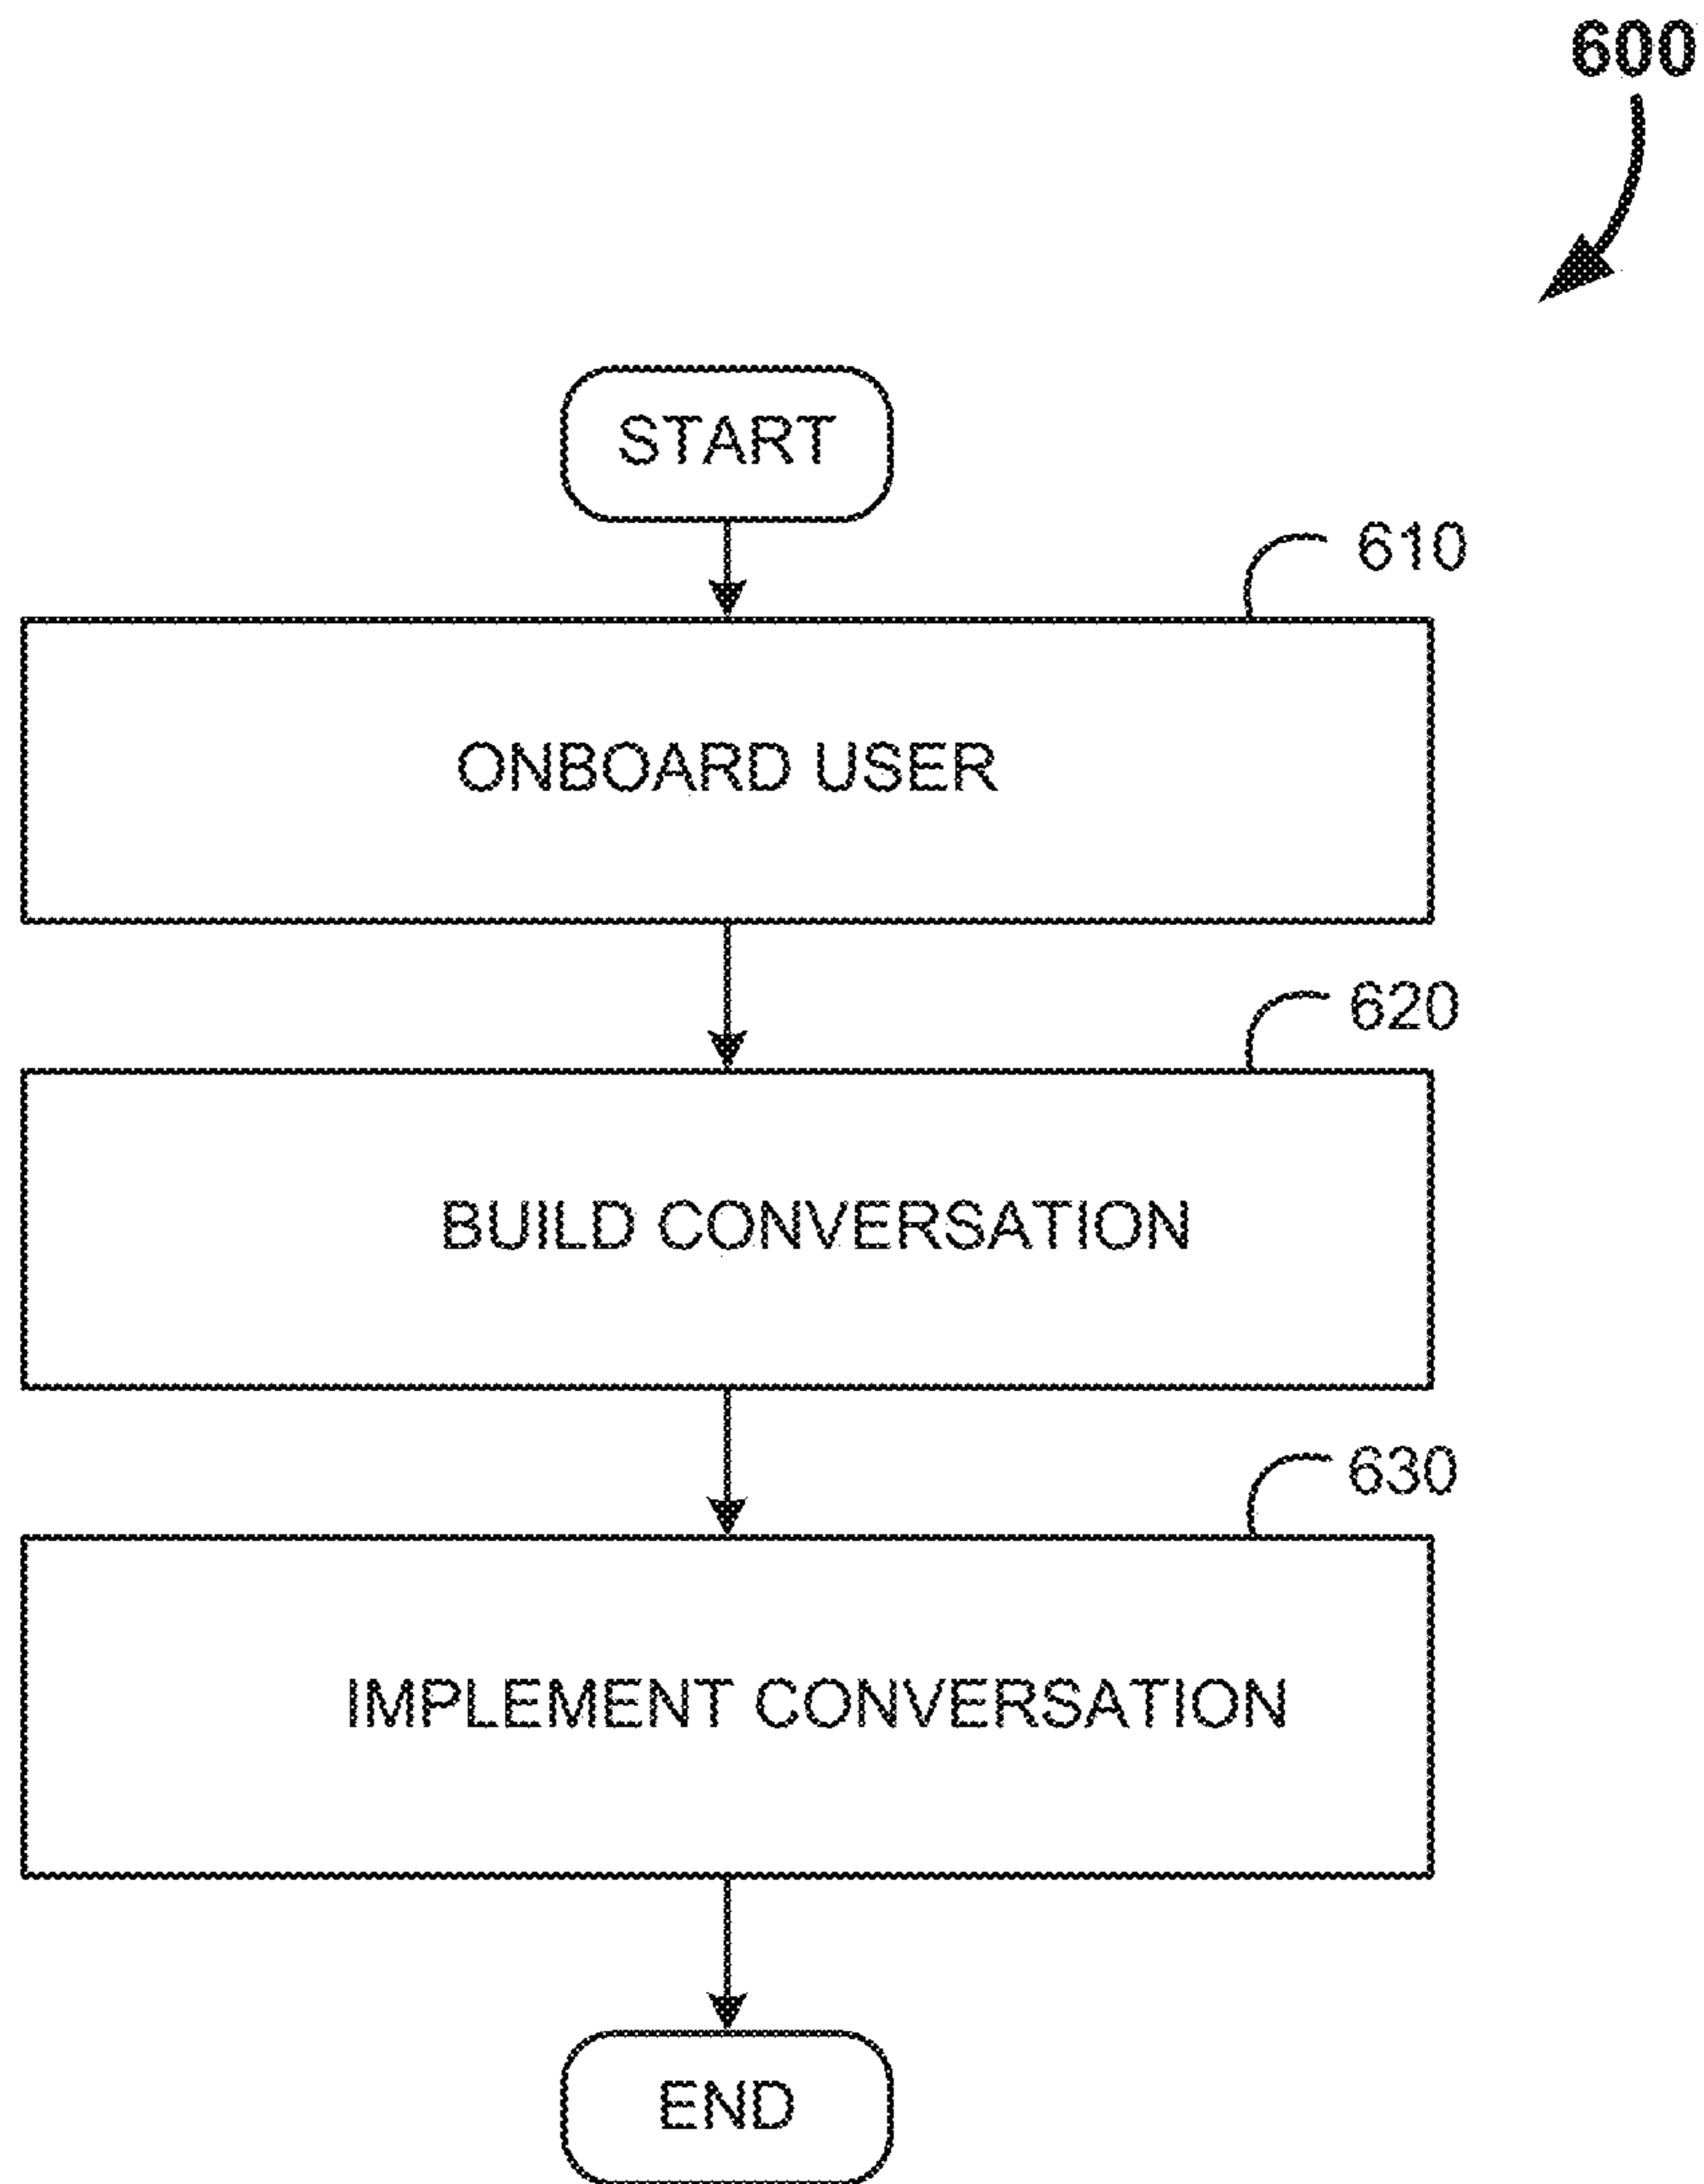 600
START
610
ONBOARD USER
620
BUILD CONVERSATION
630
IMPLEMENT CONVERSATION
END